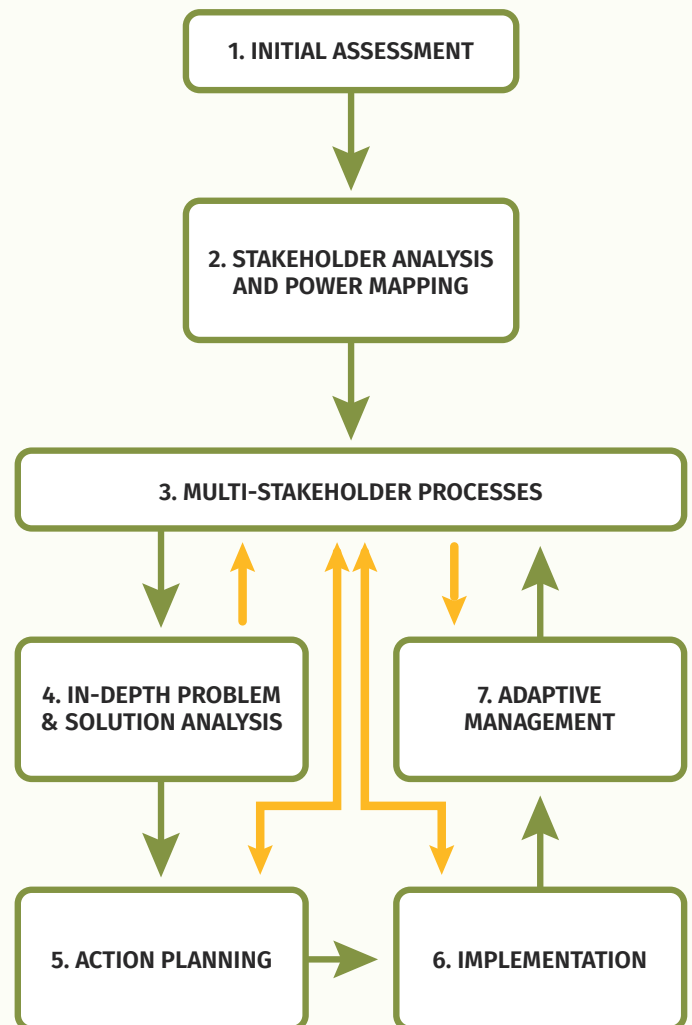 1. INITIAL ASSESSMENT
2. STAKEHOLDER ANALYSIS
AND POWER MAPPING
3. MULTI-STAKEHOLDER PROCESSES
4. IN-DEPTH PROBLEM
& SOLUTION ANALYSIS
7. ADAPTIVE
MANAGEMENT
5. ACTION PLANNING
6. IMPLEMENTATION